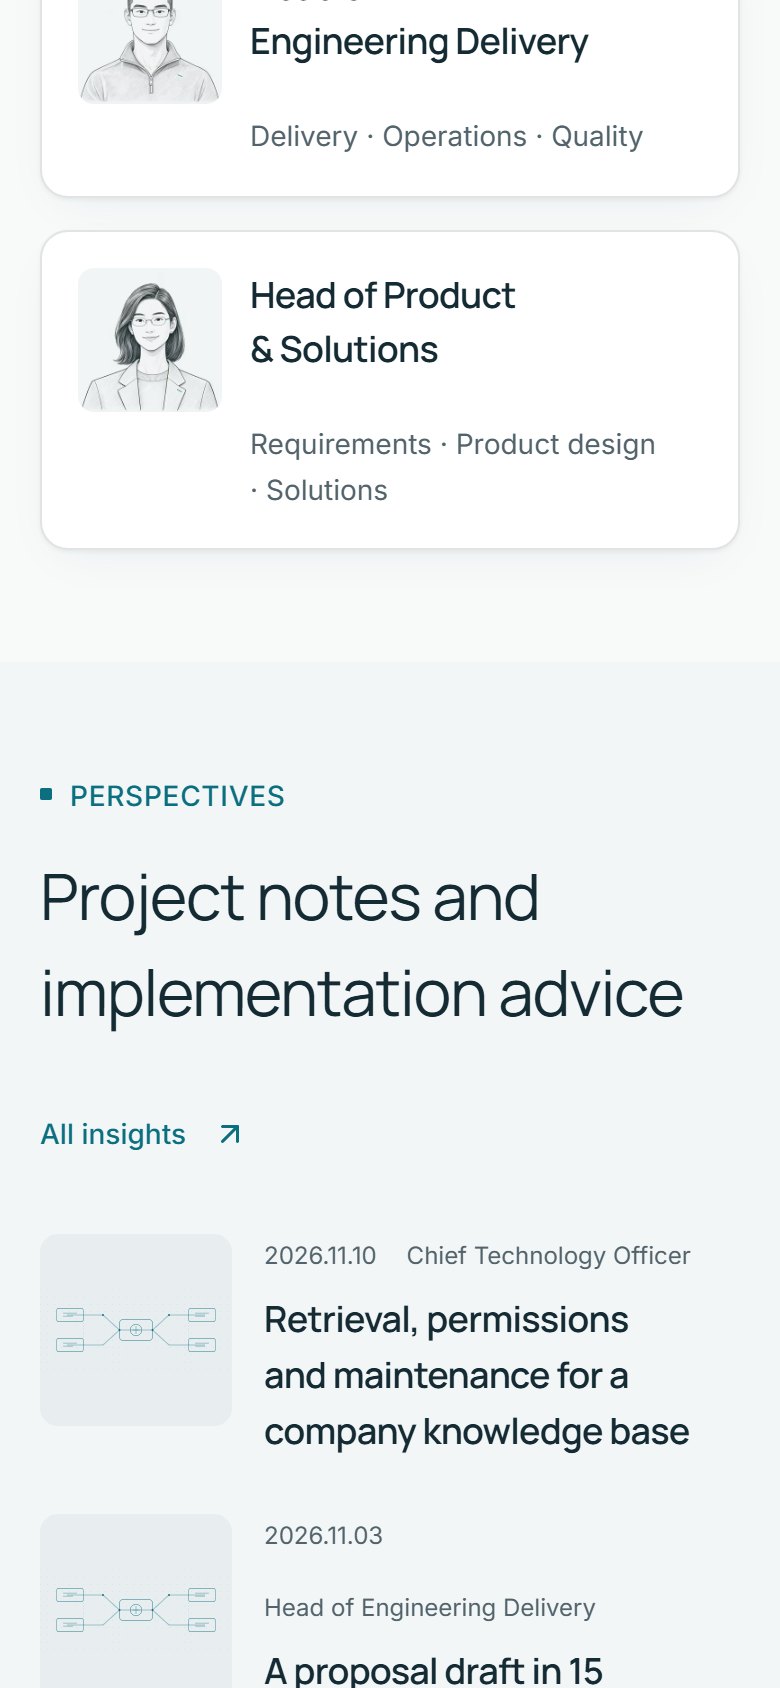 Engineering Delivery
Delivery · Operations · Quality
Head of Product
& Solutions
Requirements · Product design
· Solutions
PERSPECTIVES
Project notes and
implementation advice
All insights
2026.11.10 Chief Technology Officer
Retrieval, permissions
and maintenance for a
company knowledge base
2026.11.03
Head of Engineering Delivery
A proposal draft in 15